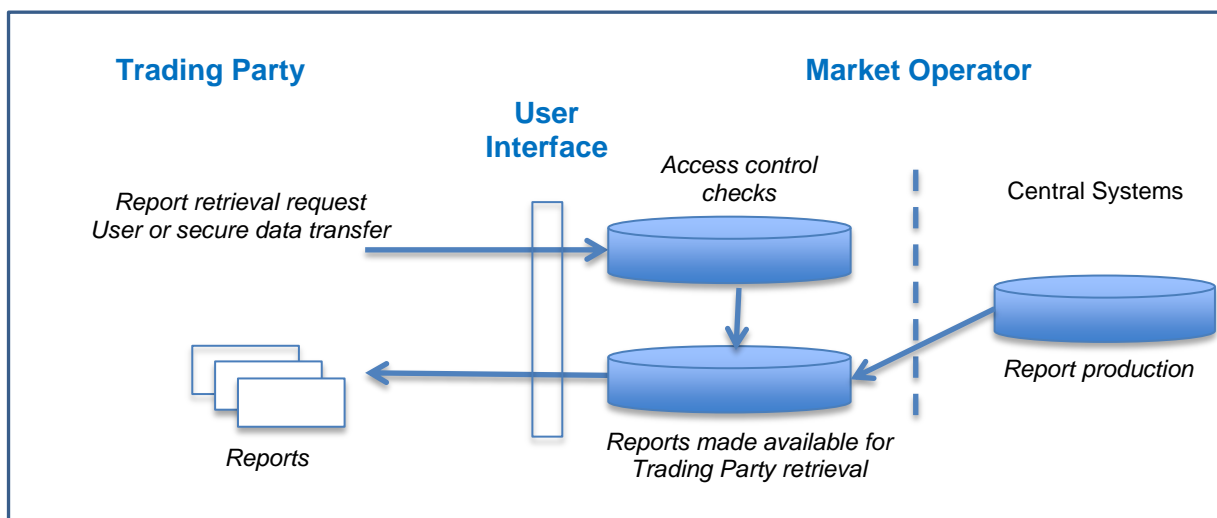 Trading Party
Market Operator
User
Interface
Access control
checks
Central Systems
Report retrieval request
User or secure data transfer
Report production
Reports made available for
Trading Party retrieval
Reports